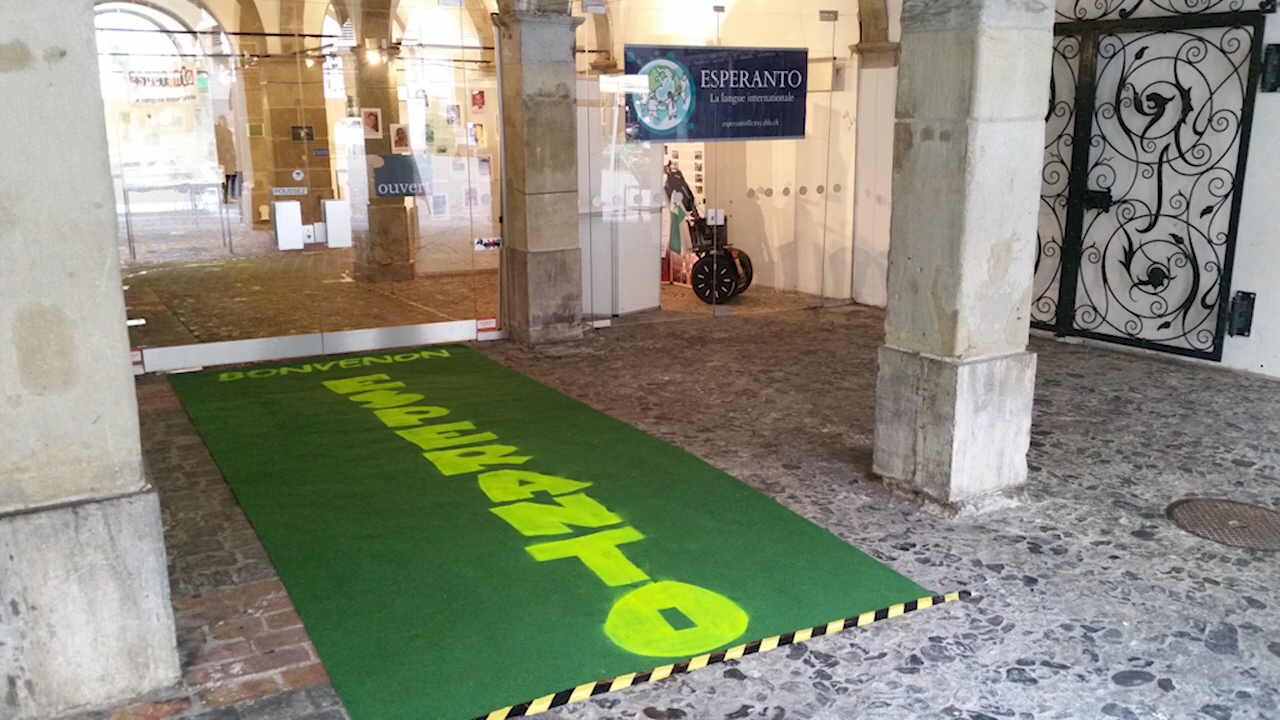 ESPERANTO
La langue internationale
POUSSEZ
ouvert
BONVENON
ESPERANTO